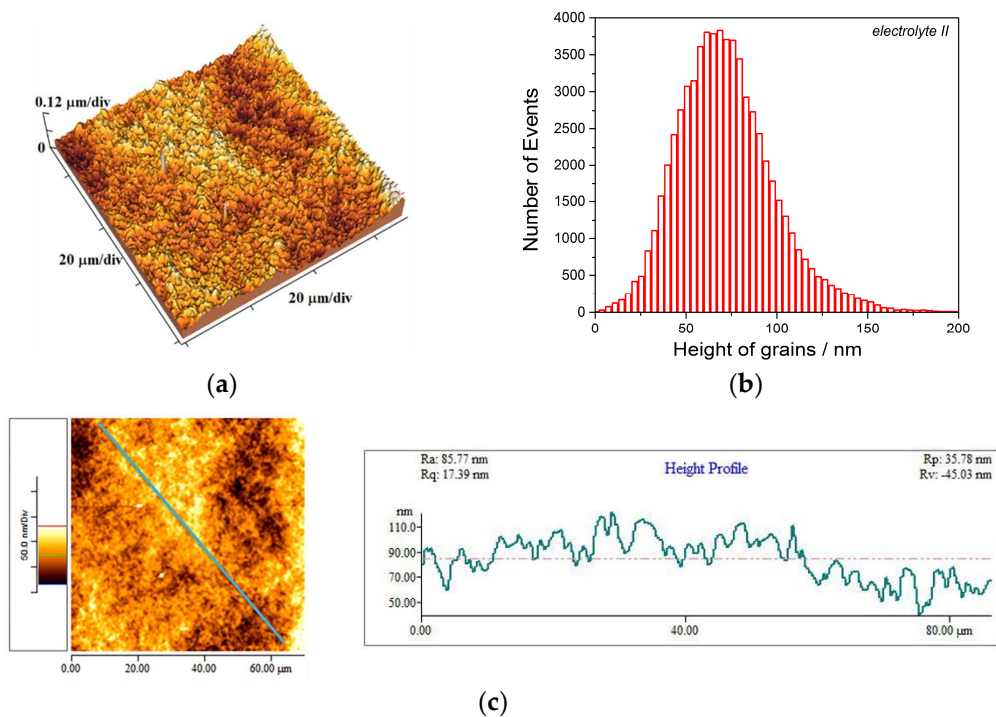 0.12 μm/div
0
20 μm/div
20 μm/div
(a)
electrolyte II
Number of Events
4000
3500
3000
2500
2000
1500
1000
500
0
0 50 100 150 200
Height of grains / nm
(b)
50.0 nm/Div
0.00 20.00 40.00 60.00 μm
Ra: 85.77 nm
Rq: 17.39 nm
Height Profile
Rp: 35.78 nm
Rv: -45.03 nm
nm
110.0
90.00
70.00
50.00
0.00 40.00 80.00 μm
(c)